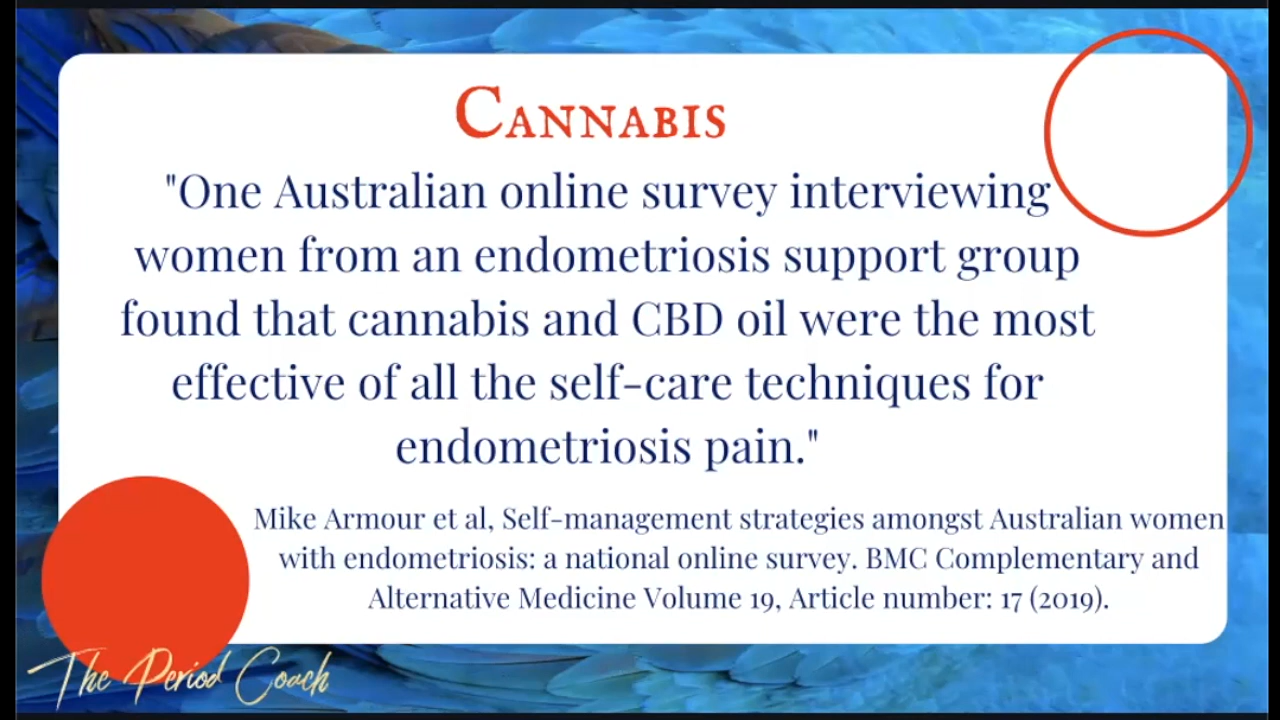 Cannabis
"One Australian online survey interviewing
women from an endometriosis support group
found that cannabis and CBD oil were the most
effective of all the self-care techniques for
endometriosis pain."
Mike Armour et al, Self-management strategies amongst Australian women
with endometriosis: a national online survey. BMC Complementary and
Alternative Medicine Volume 19, Article number: 17 (2019).
The Period Coach